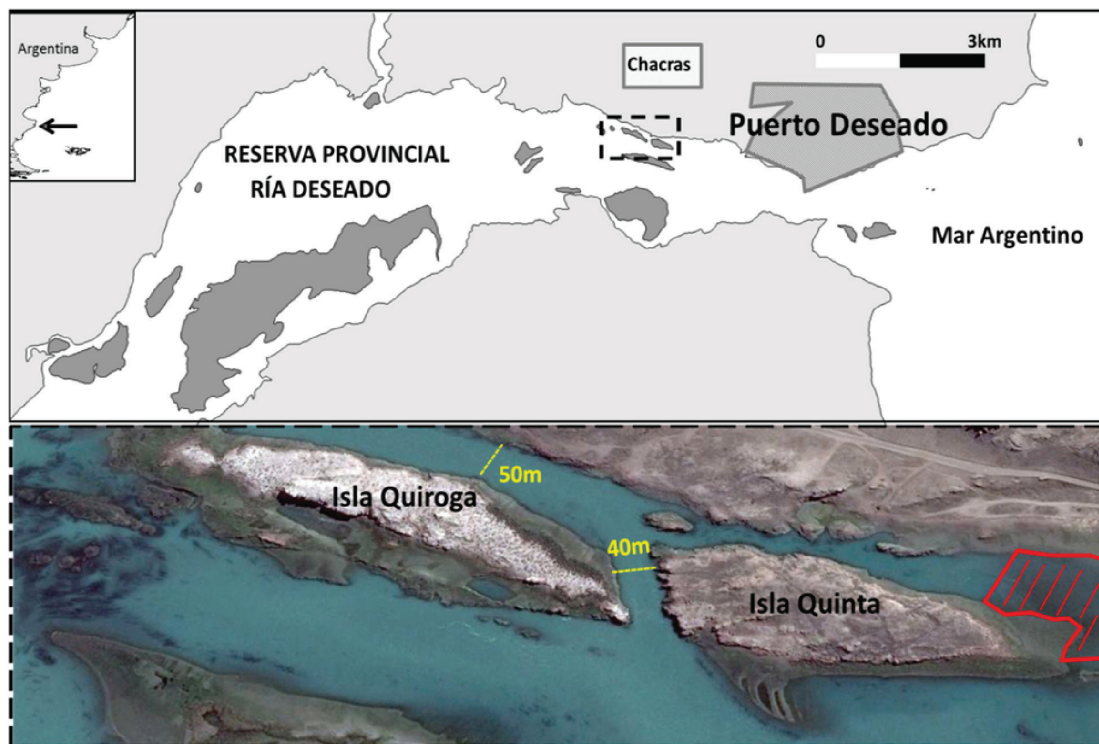 Argentina
0 3km
Chacras
Puerto Deseado
RESERVA PROVINCIAL
RÍA DESEADO
Mar Argentino
50m
Isla Quiroga
40m
Isla Quinta